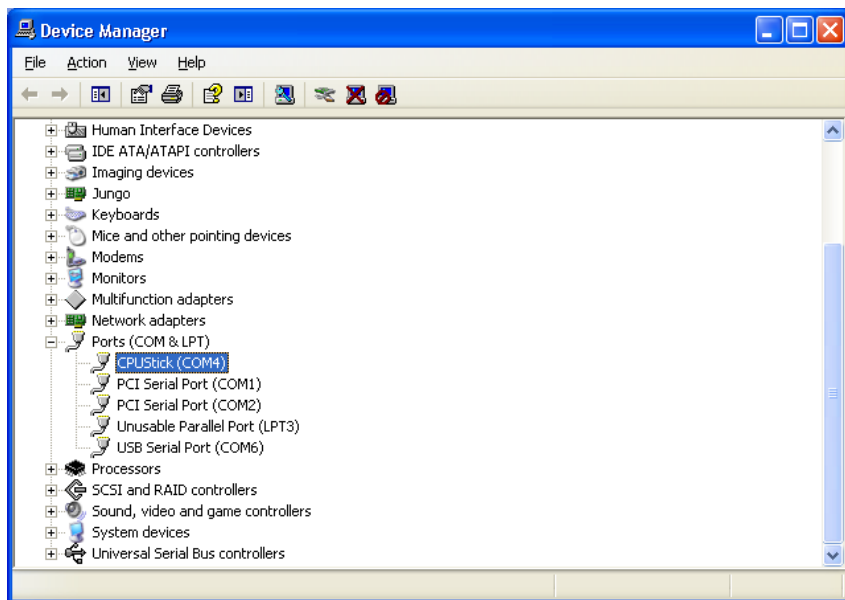 Device Manager
File Action View Help
Human Interface Devices
IDE ATA/ATAPI controllers
Imaging devices
Jungo
Keyboards
Mice and other pointing devices
Modems
Monitors
Multifunction adapters
Network adapters
Ports (COM & LPT)
CPUStick (COM4)
PCI Serial Port (COM1)
PCI Serial Port (COM2)
Unusable Parallel Port (LPT3)
USB Serial Port (COM6)
Processors
SCSI and RAID controllers
Sound, video and game controllers
System devices
Universal Serial Bus controllers